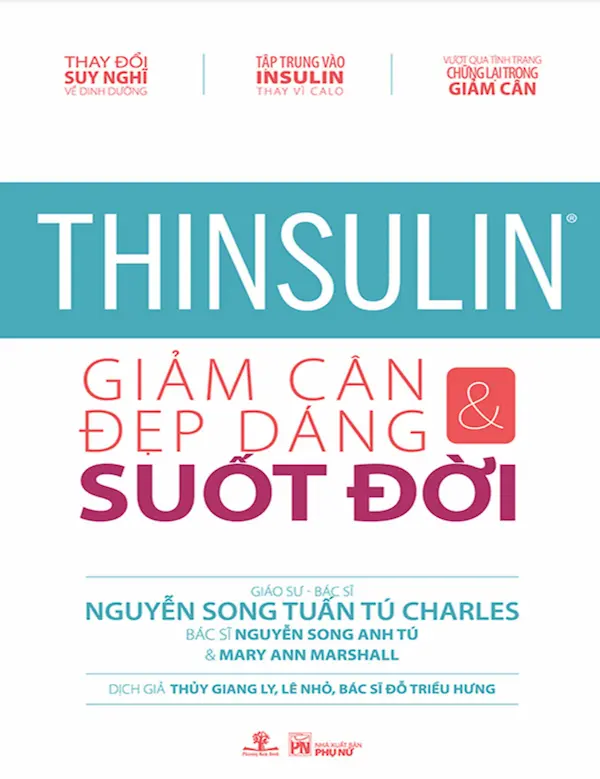 THAY ĐỔI
SUY NGHĨ
VỀ DINH DƯỠNG
TẬP TRUNG VÀO
INSULIN
THAY VÌ CALO
VƯỢT QUA TÌNH TRẠNG
CHỮNG LẠI TRONG
GIẢM CÂN
THINSULIN®
GIẢM CÂN
&
ĐẸP DÁNG
SUỐT ĐỜI
GIÁO SƯ - BÁC SĨ
NGUYỄN SONG TUẤN TÚ CHARLES
BÁC SĨ NGUYỄN SONG ANH TÚ
& MARY ANN MARSHALL
DỊCH GIẢ THỦY GIANG LY, LÊ NHỎ, BÁC SĨ ĐỖ TRIỀU HƯNG
Phuong Nam Book
PN
NHÀ XUẤT BẢN
PHỤ NỮ